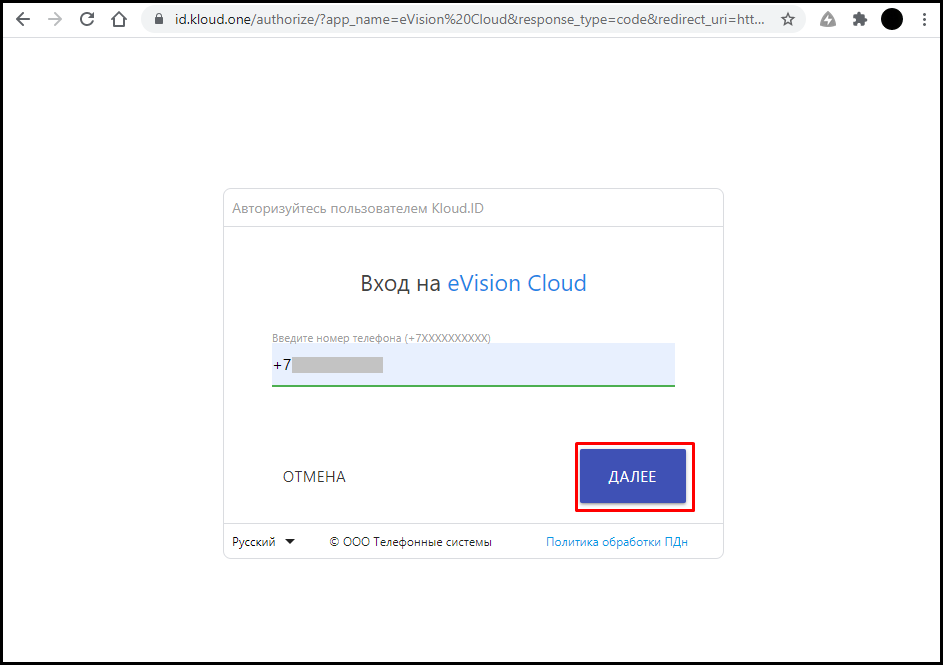 id.kloud.one/authorize/?app_name=eVision%20Cloud&response_type=code&redirect_uri=htt...
Авторизуйтесь пользователем Kloud.ID
Вход на eVision Cloud
Введите номер телефона (+7XXXXXXXXXX)
+7
ОТМЕНА
ДАЛЕЕ
Русский © ООО Телефонные системы Политика обработки ПДн